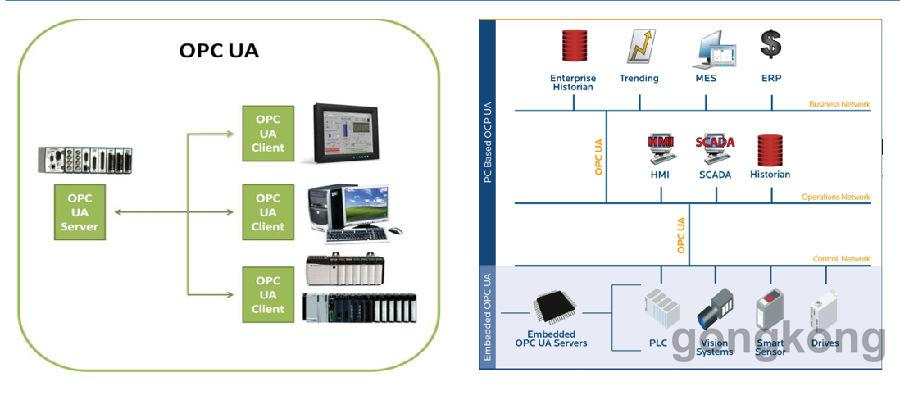 OPC UA
OPC
UA
Server
OPC
UA
Client
OPC
UA
Client
OPC
UA
Client
PC Based OCP UA
Embedded OPC UA
Enterprise
Historian
Trending
MES
ERP
Business Network
OPC UA
HMI
HMI
SCADA
SCADA
Historian
Operations Network
OPC UA
Control Network
Embedded
OPC UA Servers
PLC
Vision
Systems
Smart
Sensor
Drives
gongkong